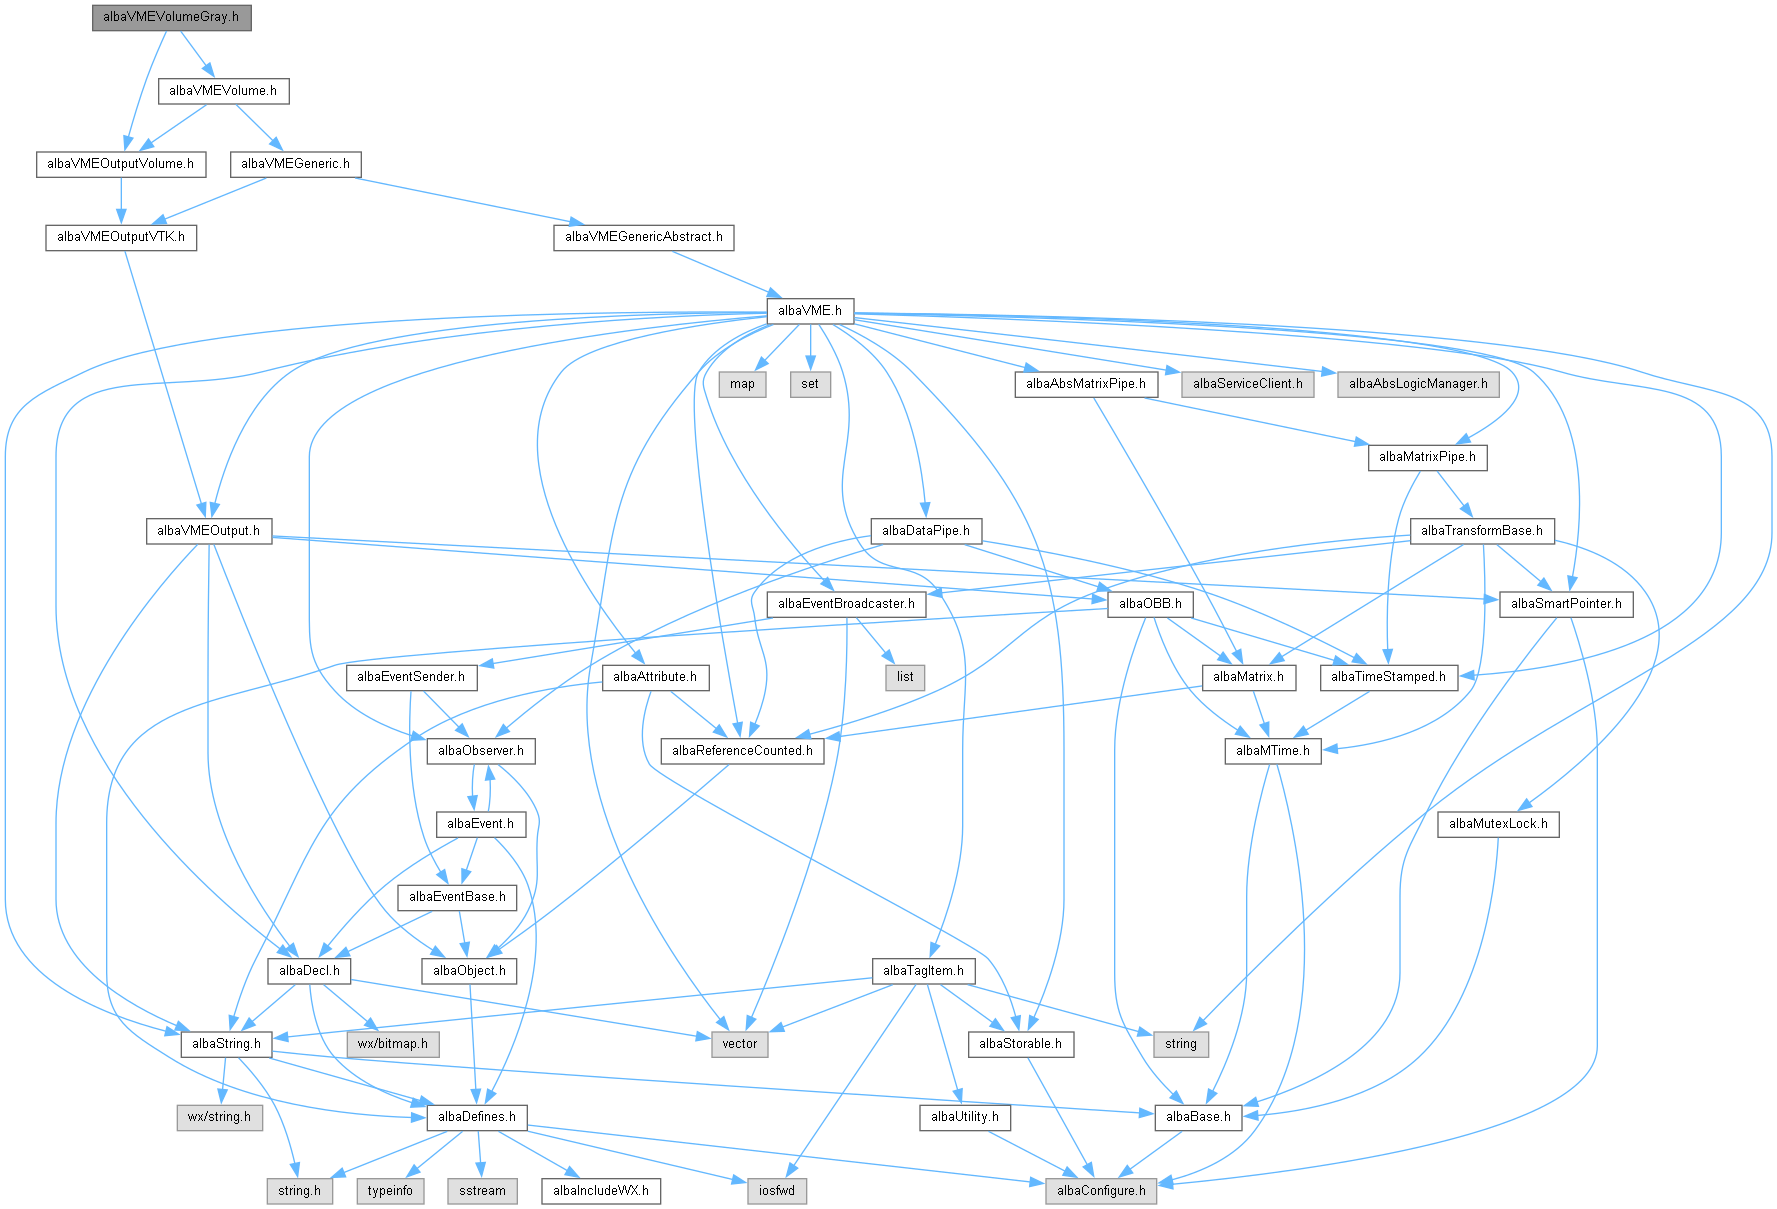 albaVMEVolumeGray.h
albaVMEVolume.h
albaVMEOutputVolume.h
albaVMEGeneric.h
albaVMEOutputVTK.h
albaVMEGenericAbstract.h
albaVME.h
map
set
albaAbsMatrixPipe.h
albaServiceClient.h
albaAbsLogicManager.h
albaMatrixPipe.h
albaVMEOutput.h
albaDataPipe.h
albaTransformBase.h
albaEventBroadcaster.h
albaOBB.h
albaSmartPointer.h
albaEventSender.h
albaAttribute.h
list
albaMatrix.h
albaTimeStamped.h
albaObserver.h
albaReferenceCounted.h
albaMTime.h
albaEvent.h
albaMutexLock.h
albaEventBase.h
albaDecl.h
albaObject.h
albaTagItem.h
albaString.h
wx/bitmap.h
vector
albaStorable.h
string
wx/string.h
albaDefines.h
albaUtility.h
albaBase.h
string.h
typeinfo
sstream
albaIncludeWX.h
iosfwd
albaConfigure.h